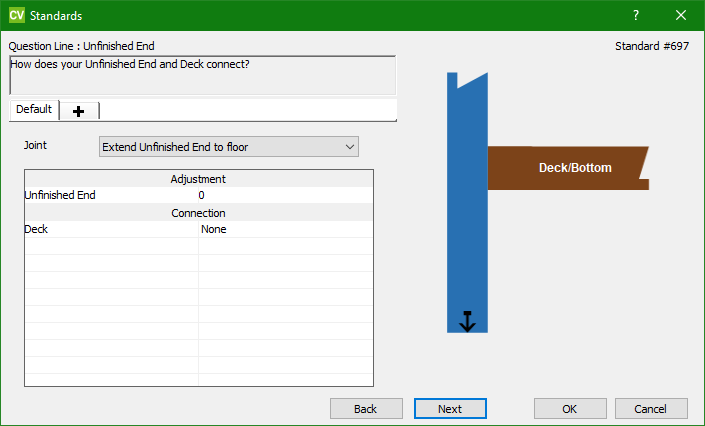 CV Standards ?
Question Line : Unfinished End Standard #697
How does your Unfinished End and Deck connect?
Default
Joint Extend Unfinished End to floor
Adjustment
Unfinished End 0
Connection
Deck None
Deck/Bottom
Back Next OK Cancel